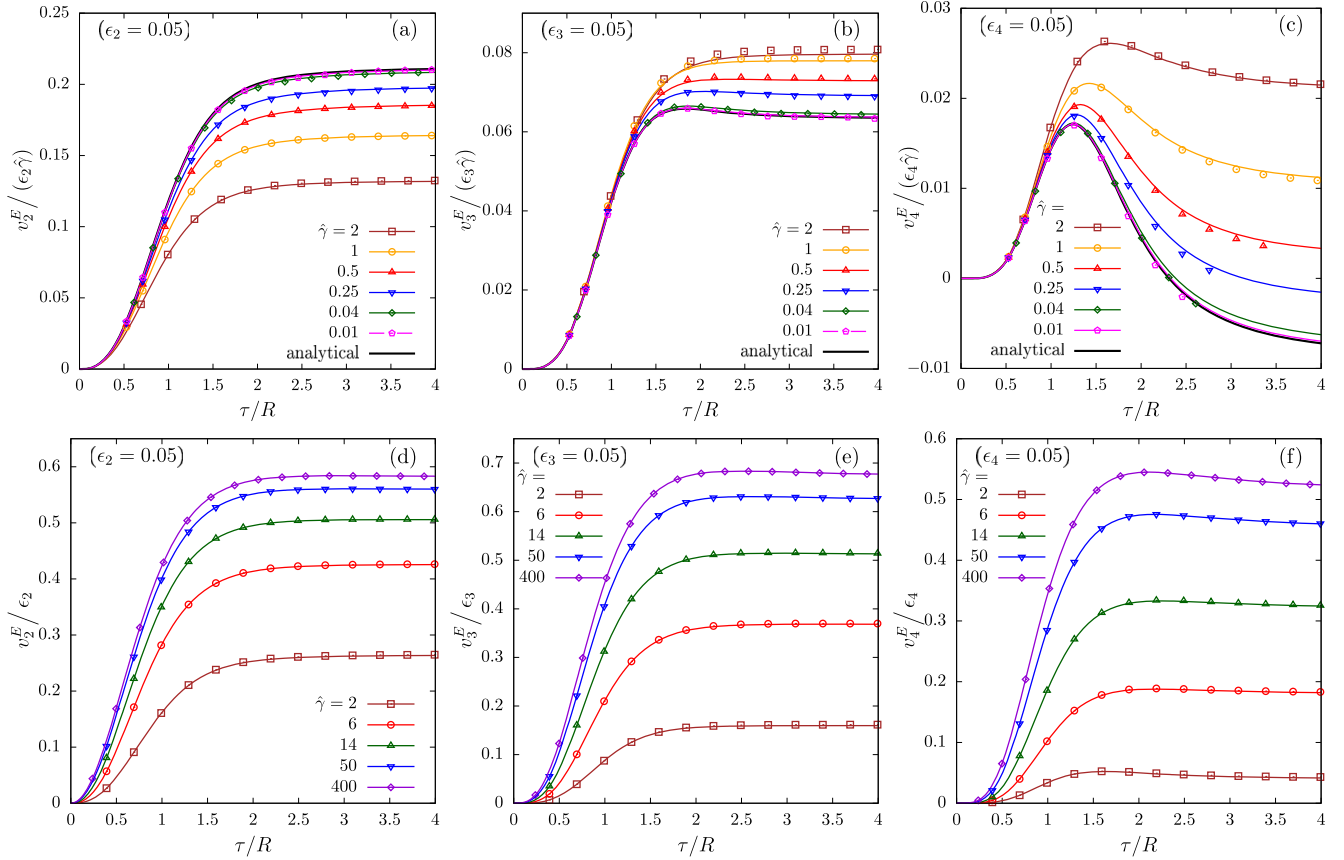 (ϵ₂ = 0.05)
(a)
0.25
0.2
0.15
0.1
0.05
0
v₂ᴱ / (ϵ₂γ̂)
γ̂ = 2
1
0.5
0.25
0.04
0.01
analytical
0 0.5 1 1.5 2 2.5 3 3.5 4
τ/R
(ϵ₃ = 0.05)
(b)
0.08
0.06
0.04
0.02
0
v₃ᴱ / (ϵ₃γ̂)
γ̂ = 2
1
0.5
0.25
0.04
0.01
analytical
0 0.5 1 1.5 2 2.5 3 3.5 4
τ/R
(ϵ₄ = 0.05)
(c)
0.03
0.02
0.01
0
−0.01
v₄ᴱ / (ϵ₄γ̂)
γ̂ =
2
1
0.5
0.25
0.04
0.01
analytical
0 0.5 1 1.5 2 2.5 3 3.5 4
τ/R
(ϵ₂ = 0.05)
(d)
0.6
0.5
0.4
0.3
0.2
0.1
0
v₂ᴱ / ϵ₂
γ̂ = 2
6
14
50
400
0 0.5 1 1.5 2 2.5 3 3.5 4
τ/R
(ϵ₃ = 0.05)
(e)
0.7
0.6
0.5
0.4
0.3
0.2
0.1
0
v₃ᴱ / ϵ₃
γ̂ =
2
6
14
50
400
0 0.5 1 1.5 2 2.5 3 3.5 4
τ/R
(ϵ₄ = 0.05)
(f)
0.6
0.5
0.4
0.3
0.2
0.1
0
v₄ᴱ / ϵ₄
γ̂ =
2
6
14
50
400
0 0.5 1 1.5 2 2.5 3 3.5 4
τ/R